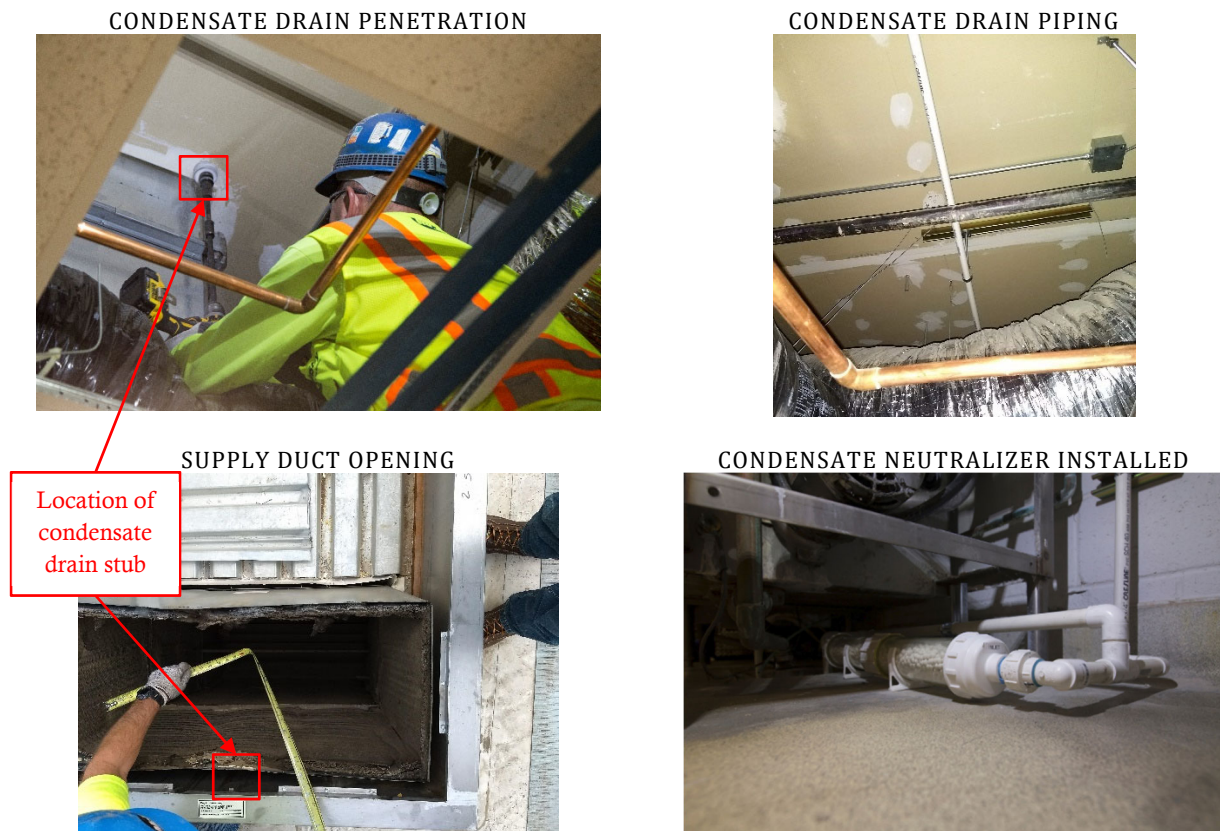 CONDENSATE DRAIN PENETRATION
CONDENSATE DRAIN PIPING
SUPPLY DUCT OPENING
CONDENSATE NEUTRALIZER INSTALLED
Location of
condensate
drain stub